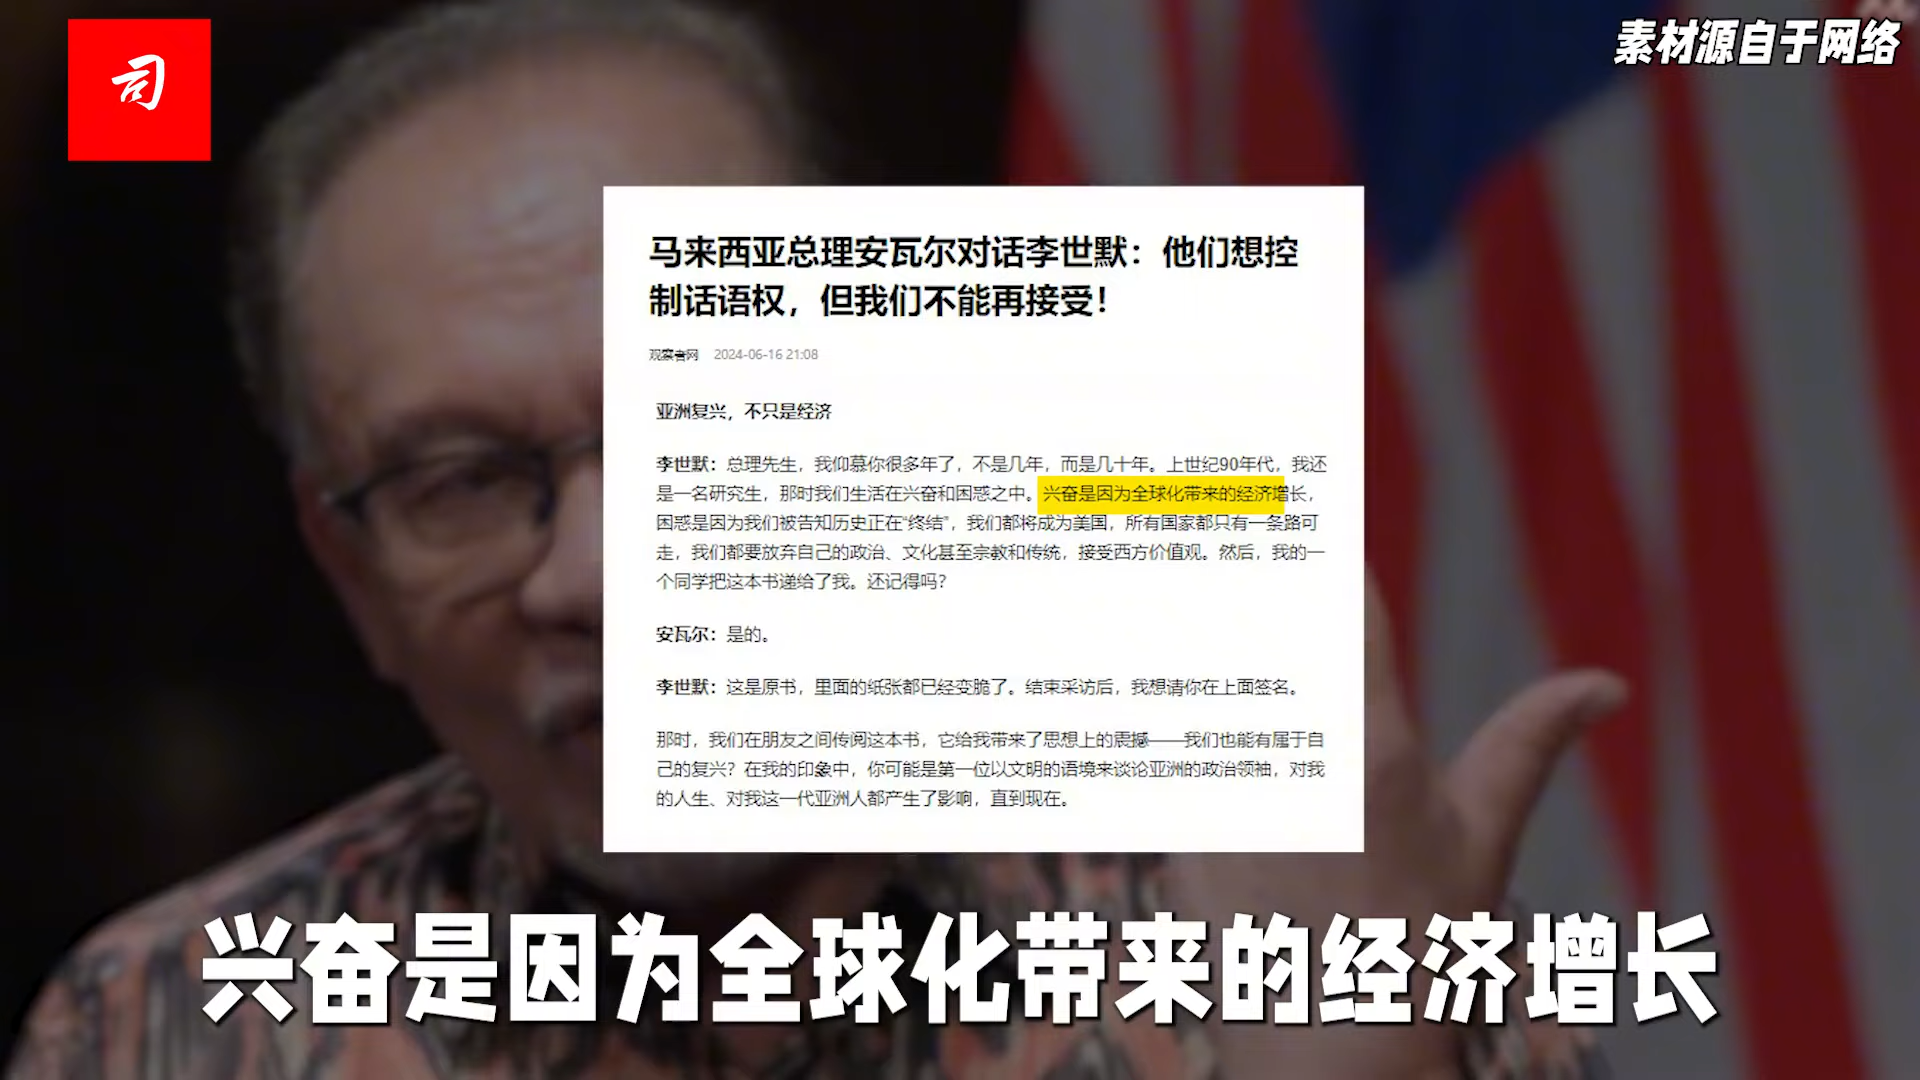 司
素材源自于网络
马来西亚总理安瓦尔对话李世默：他们想控
制话语权，但我们不能再接受！
观察者网 2024-06-16 21:08
亚洲复兴，不只是经济
李世默：总理先生，我仰慕你很多年了，不是几年，而是几十年。上世纪90年代，我还
是一名研究生，那时我们生活在兴奋和困惑之中。兴奋是因为全球化带来的经济增长，
困惑是因为我们被告知历史正在“终结”，我们都将成为美国，所有国家都只有一条路可
走，我们都要放弃自己的政治、文化甚至宗教和传统，接受西方价值观。然后，我的一
个同学把这本书递给了我。还记得吗？
安瓦尔：是的。
李世默：这是原书，里面的纸张都已经变脆了。结束采访后，我想请你在上面签名。
那时，我们在朋友之间传阅这本书，它给我带来了思想上的震撼——我们也能有属于自
己的复兴？在我的印象中，你可能是第一位以文明的语境来谈论亚洲的政治领袖，对我
的人生、对我这一代亚洲人都产生了影响，直到现在。
兴奋是因为全球化带来的经济增长